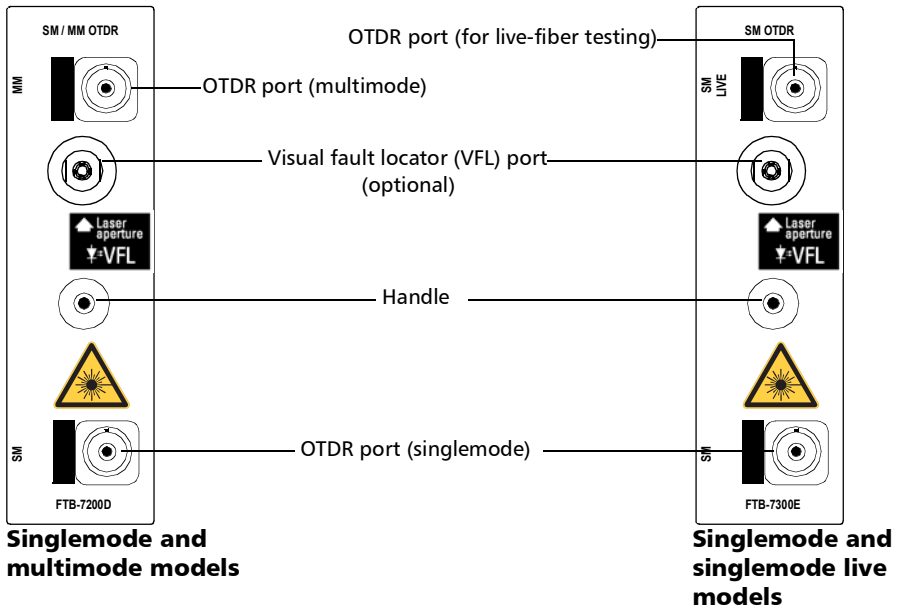 SM / MM OTDR
MM
OTDR port (multimode)
Laser
aperture
VFL
SM
FTB-7200D
Singlemode and
multimode models
OTDR port (for live-fiber testing)
Visual fault locator (VFL) port
(optional)
Handle
OTDR port (singlemode)
SM OTDR
SM
LIVE
Laser
aperture
VFL
SM
FTB-7300E
Singlemode and
singlemode live
models